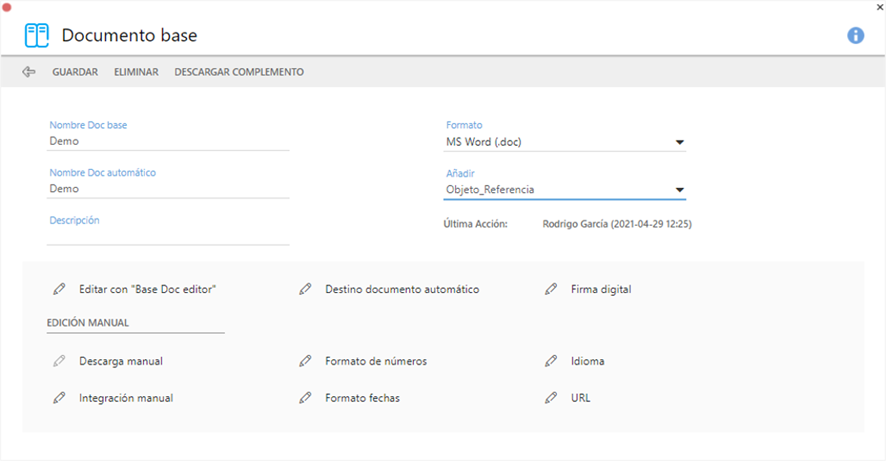 Documento base
GUARDAR ELIMINAR DESCARGAR COMPLEMENTO
Nombre Doc base
Demo
Formato
MS Word (.doc)
Nombre Doc automático
Demo
Añadir
Objeto_Referencia
Descripción
Última Acción: Rodrigo García (2021-04-29 12:25)
Editar con "Base Doc editor" Destino documento automático Firma digital
EDICIÓN MANUAL
Descarga manual Formato de números Idioma
Integración manual Formato fechas URL